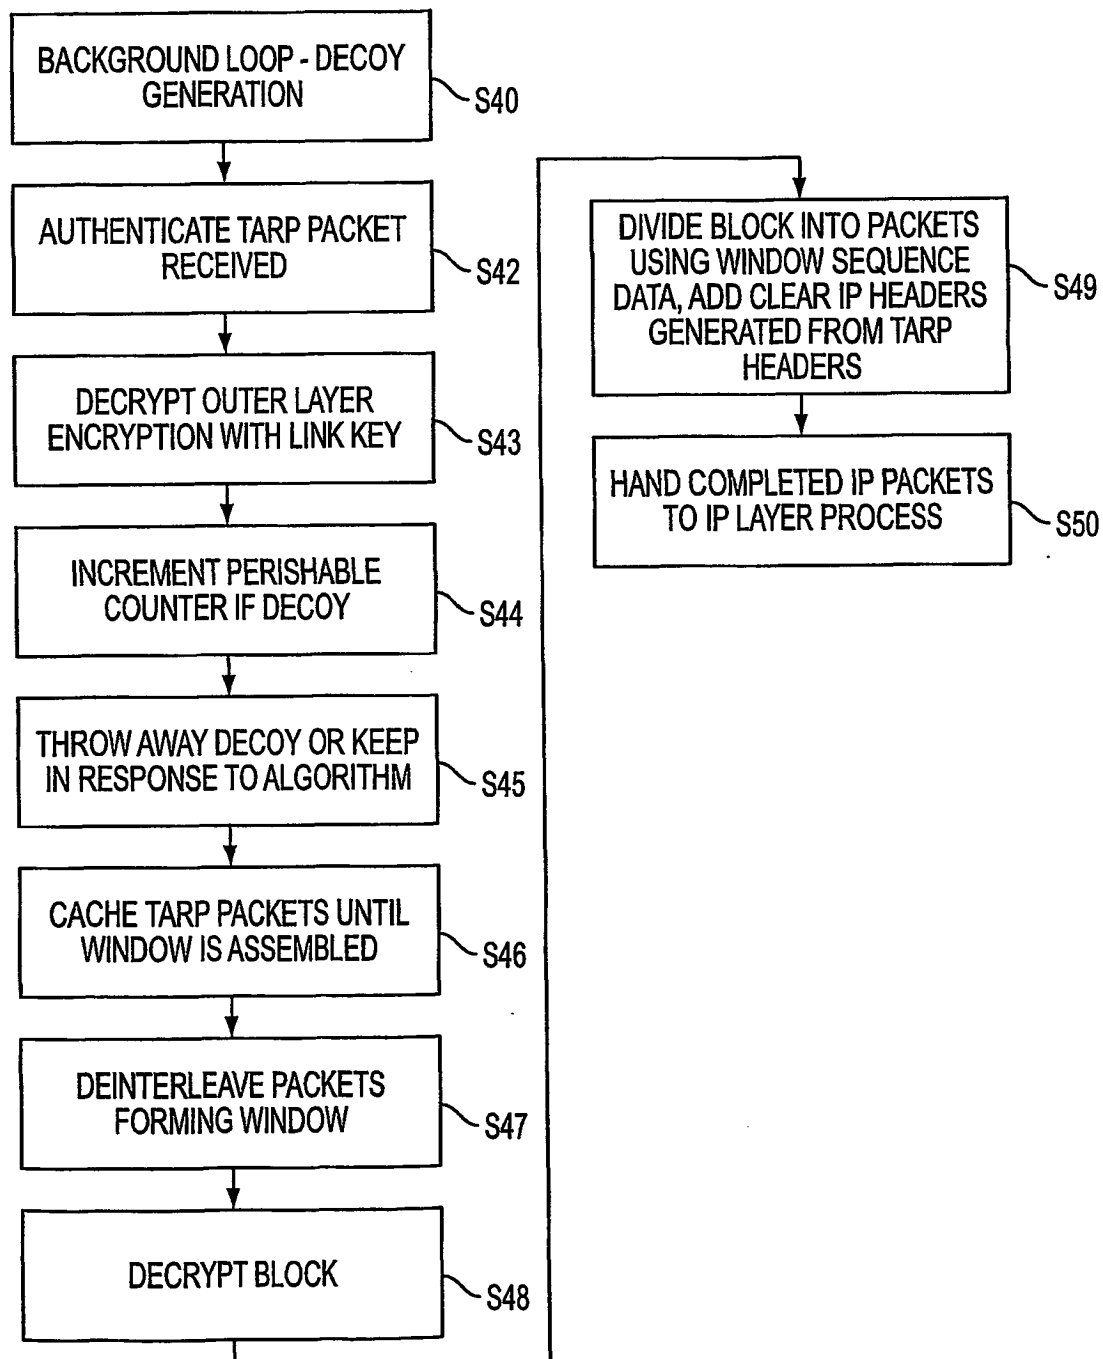 BACKGROUND LOOP - DECOY
GENERATION
S40
AUTHENTICATE TARP PACKET
RECEIVED
S42
DECRYPT OUTER LAYER
ENCRYPTION WITH LINK KEY
S43
INCREMENT PERISHABLE
COUNTER IF DECOY
S44
THROW AWAY DECOY OR KEEP
IN RESPONSE TO ALGORITHM
S45
CACHE TARP PACKETS UNTIL
WINDOW IS ASSEMBLED
S46
DEINTERLEAVE PACKETS
FORMING WINDOW
S47
DECRYPT BLOCK
S48
DIVIDE BLOCK INTO PACKETS
USING WINDOW SEQUENCE
DATA, ADD CLEAR IP HEADERS
GENERATED FROM TARP
HEADERS
S49
HAND COMPLETED IP PACKETS
TO IP LAYER PROCESS
S50